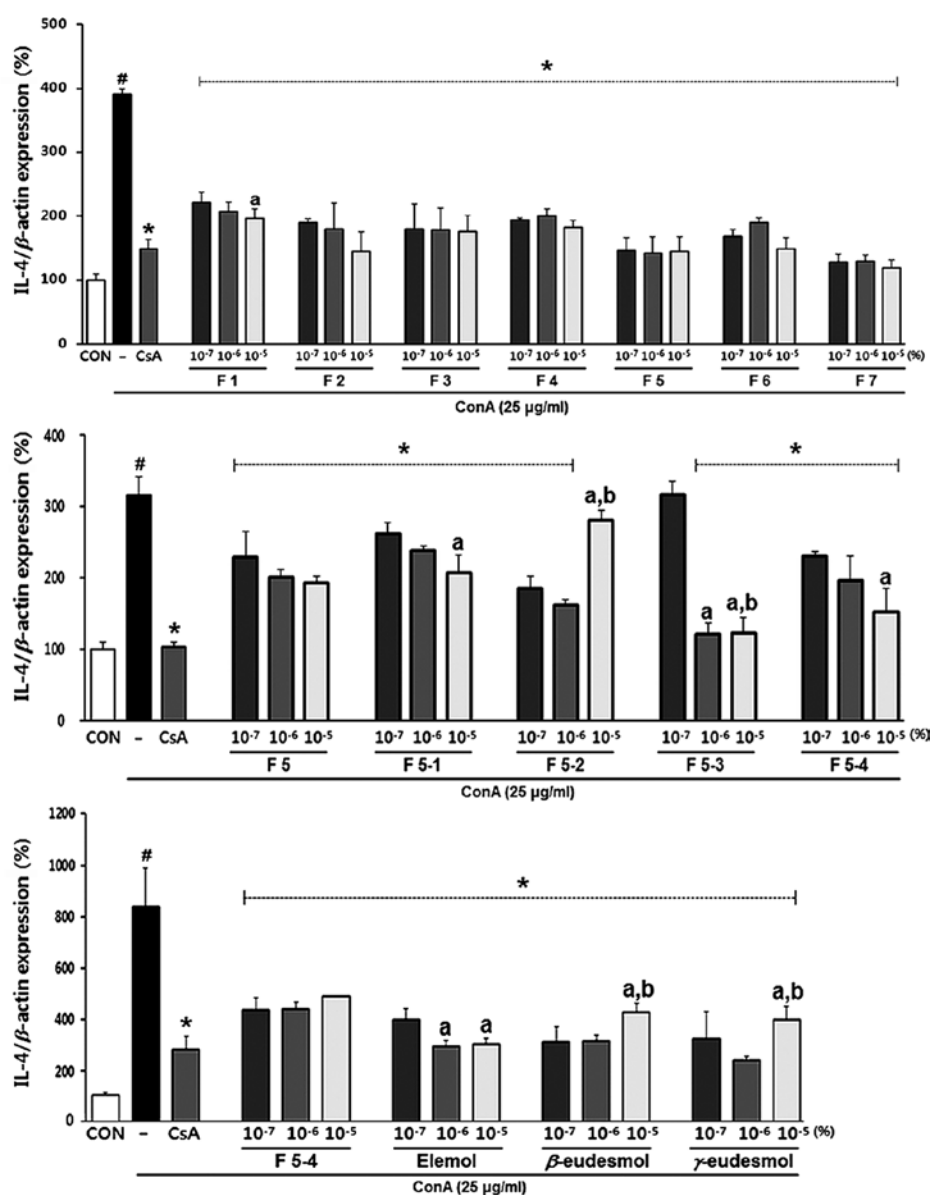 IL-4/β-actin expression (%)
500
400
300
200
100
0
#
*
*
a
CON – CsA 10-7 10-6 10-5 10-7 10-6 10-5 10-7 10-6 10-5 10-7 10-6 10-5 10-7 10-6 10-5 10-7 10-6 10-5 10-7 10-6 10-5 (%)
F 1 F 2 F 3 F 4 F 5 F 6 F 7
ConA (25 µg/ml)
IL-4/β-actin expression (%)
400
300
200
100
0
#
*
*
a
a,b
a
a,b
*
a
CON – CsA 10-7 10-6 10-5 10-7 10-6 10-5 10-7 10-6 10-5 10-7 10-6 10-5 10-7 10-6 10-5 (%)
F 5 F 5-1 F 5-2 F 5-3 F 5-4
ConA (25 µg/ml)
IL-4/β-actin expression (%)
1200
1000
800
600
400
200
0
#
*
*
a
a
a,b
a,b
CON – CsA 10-7 10-6 10-5 10-7 10-6 10-5 10-7 10-6 10-5 10-7 10-6 10-5 (%)
F 5-4 Elemol β-eudesmol γ-eudesmol
ConA (25 µg/ml)